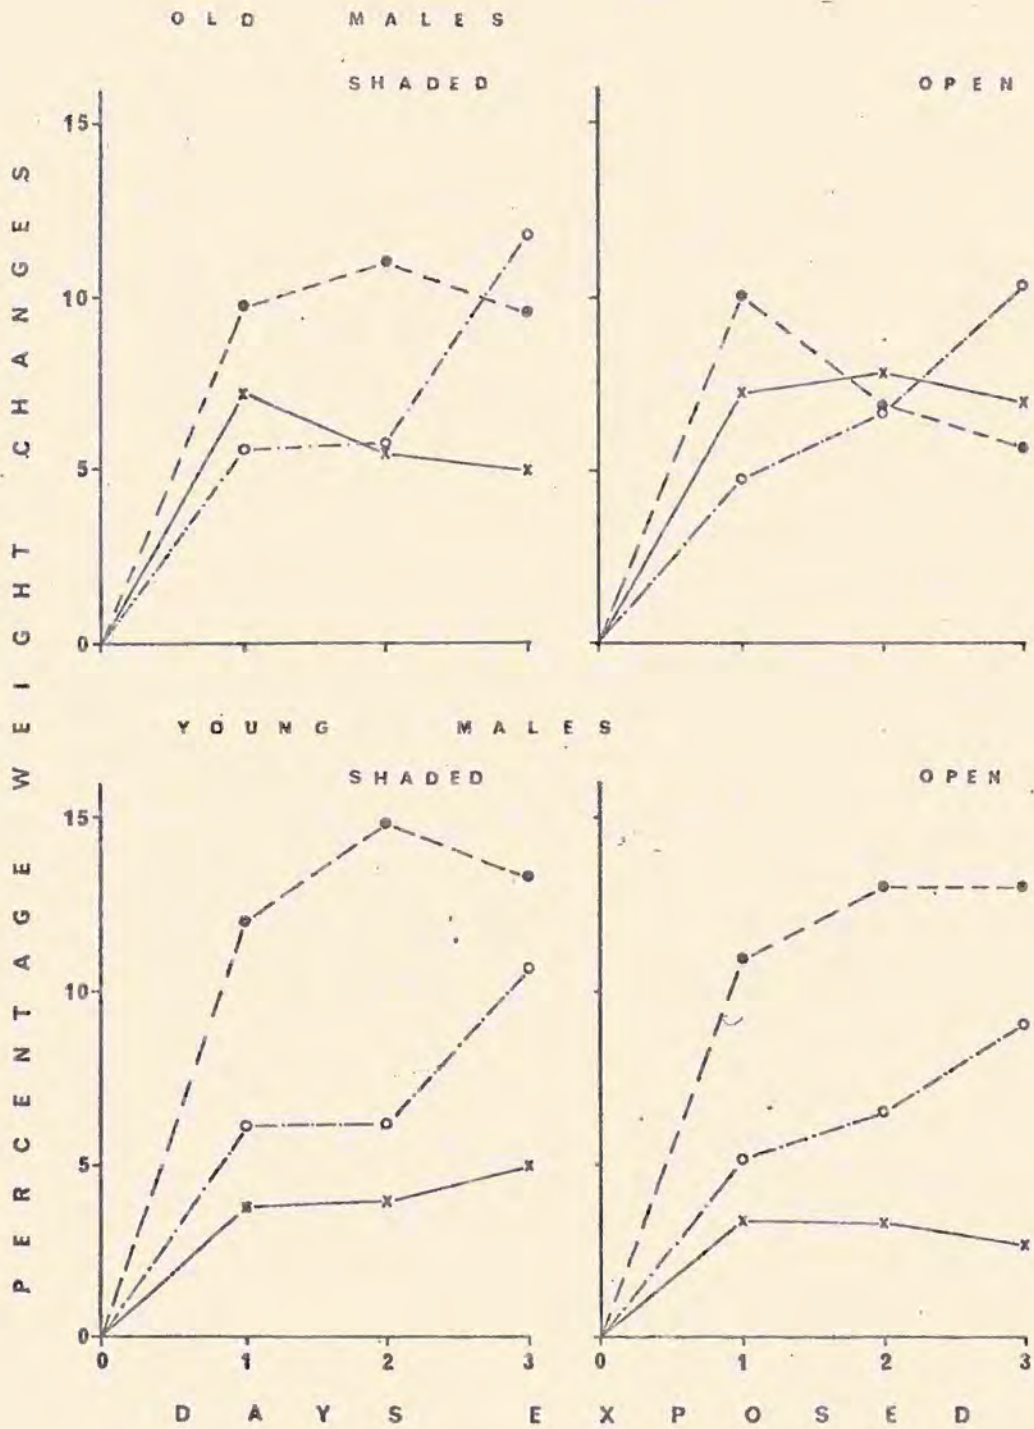 OLD MALES
SHADED
OPEN
15
10
5
0
PERCENTAGE WEIGHT CHANGES
YOUNG MALES
SHADED
OPEN
15
10
5
0
0 1 2 3
0 1 2 3
DAYS EXPOSED